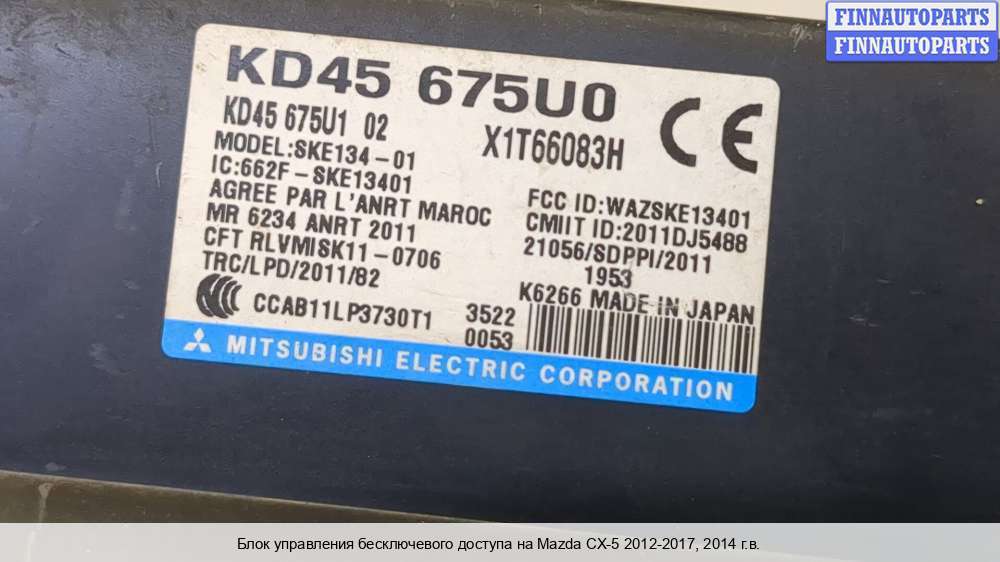 FINNAUTOPARTS
FINNAUTOPARTS
KD45 675U0
KD45 675U1 02
X1T66083H
CE
MODEL:SKE134-01
IC:662F-SKE13401
AGREE PAR L'ANRT MAROC
MR 6234 ANRT 2011
CFT RLVMISK11-0706
TRC/LPD/2011/82
CCAB11LP3730T1
FCC ID:WAZSKE13401
CMIIT ID:2011DJ5488
21056/SDPPI/2011
1953
K6266 MADE IN JAPAN
3522
0053
MITSUBISHI ELECTRIC CORPORATION
Блок управления бесключевого доступа на Mazda CX-5 2012-2017, 2014 г.в.